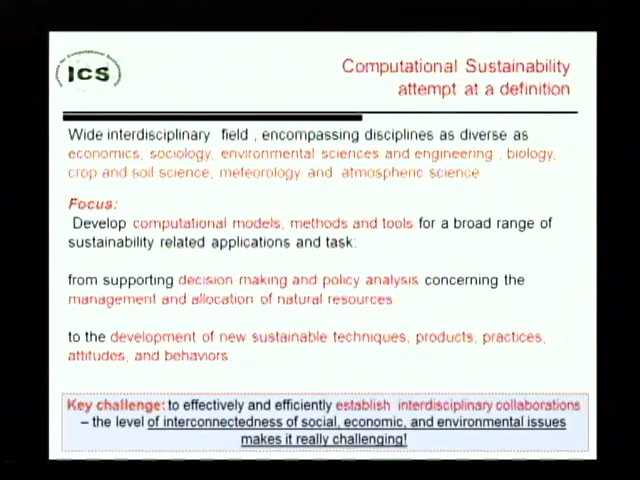 ICS
Computational Sustainability
attempt at a definition
Wide interdisciplinary field , encompassing disciplines as diverse as
economics, sociology, environmental sciences and engineering , biology,
crop and soil science, meteorology and atmospheric science
Focus:
Develop computational models, methods and tools for a broad range of
sustainability related applications and task:
from supporting decision making and policy analysis concerning the
management and allocation of natural resources
to the development of new sustainable techniques, products, practices,
attitudes, and behaviors
Key challenge: to effectively and efficiently establish interdisciplinary collaborations
– the level of interconnectedness of social, economic, and environmental issues
makes it really challenging!